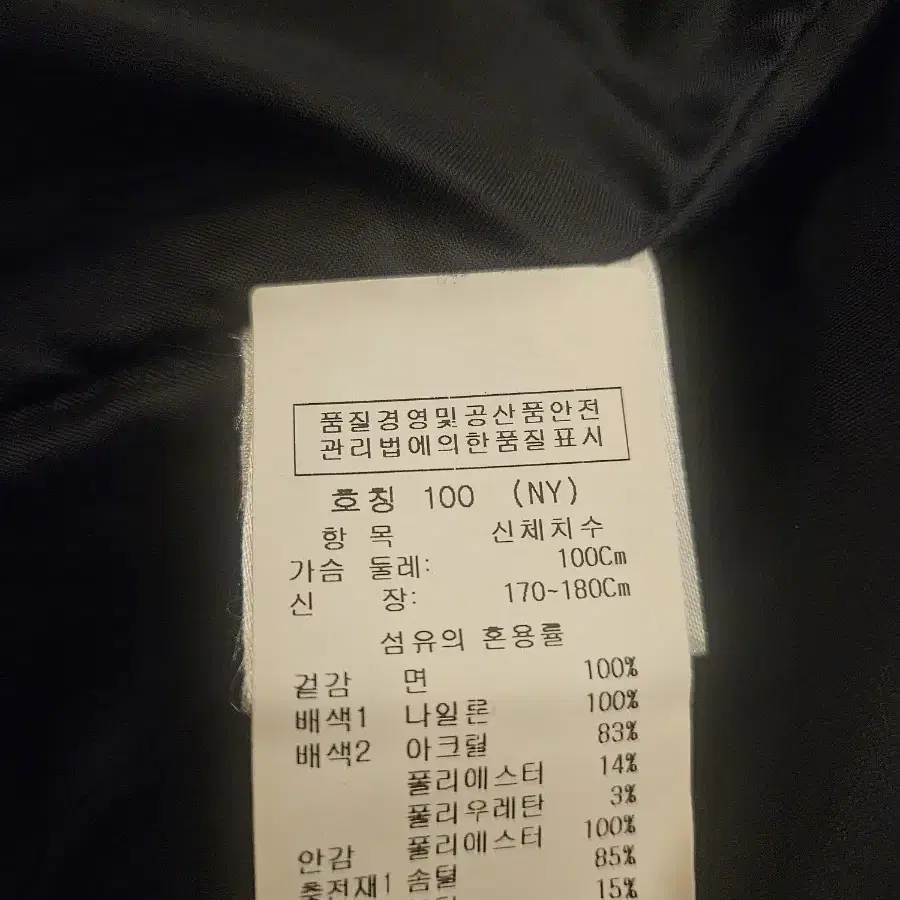 품질경영및공산품안전
관리법에의한품질표시
호칭 100 (NY)
항 목 신체치수
가슴 둘레: 100Cm
신 장: 170~180Cm
섬유의 혼용률
겉감 면 100%
배색1 나일론 100%
배색2 아크릴 83%
폴리에스터 14%
폴리우레탄 3%
안감 폴리에스터 100%
충전재1 솜털 85%
15%